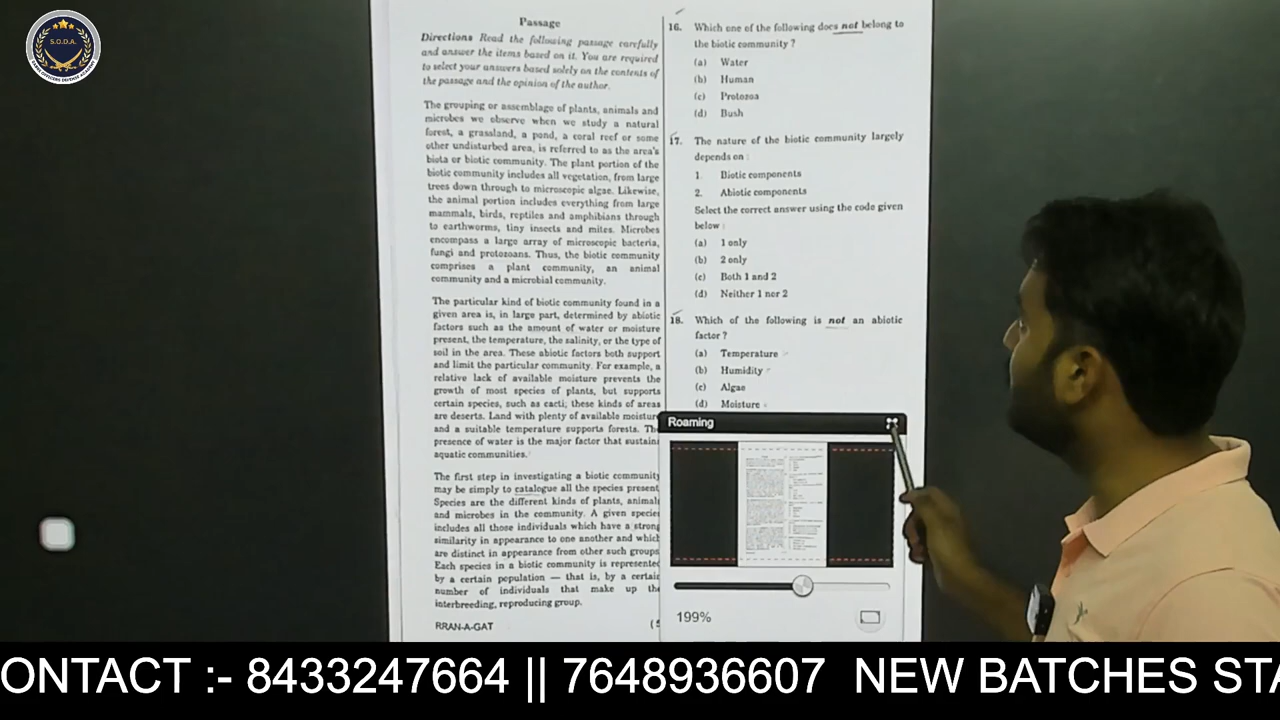 S.O.D.A.
Passage
Directions Read the following passage carefully
and answer the items based on it. You are required
to select your answers based solely on the contents of
the passage and the opinion of the author.
The grouping or assemblage of plants, animals and
microbes we observe when we study a natural
forest, a grassland, a pond, a coral reef or some
other undisturbed area, is referred to as the area's
biota or biotic community. The plant portion of the
biotic community includes all vegetation, from large
trees down through to microscopic algae. Likewise,
the animal portion includes everything from large
mammals, birds, reptiles and amphibians through
to earthworms, tiny insects and mites. Microbes
encompass a large array of microscopic bacteria,
fungi and protozoans. Thus, the biotic community
comprises a plant community, an animal
community and a microbial community.
The particular kind of biotic community found in a
given area is, in large part, determined by abiotic
factors such as the amount of water or moisture
present, the temperature, the salinity, or the type of
soil in the area. These abiotic factors both support
and limit the particular community. For example, a
relative lack of available moisture prevents the
growth of most species of plants, but supports
certain species, such as cacti; these kinds of areas
are deserts. Land with plenty of available moisture
and a suitable temperature supports forests. The
presence of water is the major factor that sustains
aquatic communities.
The first step in investigating a biotic community
may be simply to catalogue all the species present.
Species are the different kinds of plants, animals
and microbes in the community. A given species
includes all those individuals which have a strong
similarity in appearance to one another and which
are distinct in appearance from other such groups.
Each species in a biotic community is represented
by a certain population — that is, by a certain
number of individuals that make up the
interbreeding, reproducing group.
RRAN-A-GAT (5
16. Which one of the following does not belong to
the biotic community ?
(a) Water
(b) Human
(c) Protozoa
(d) Bush
17. The nature of the biotic community largely
depends on :
1. Biotic components
2. Abiotic components
Select the correct answer using the code given
below :
(a) 1 only
(b) 2 only
(c) Both 1 and 2
(d) Neither 1 nor 2
18. Which of the following is not an abiotic
factor ?
(a) Temperature
(b) Humidity
(c) Algae
(d) Moisture
Roaming
199%
ONTACT :- 8433247664 || 7648936607 NEW BATCHES STA